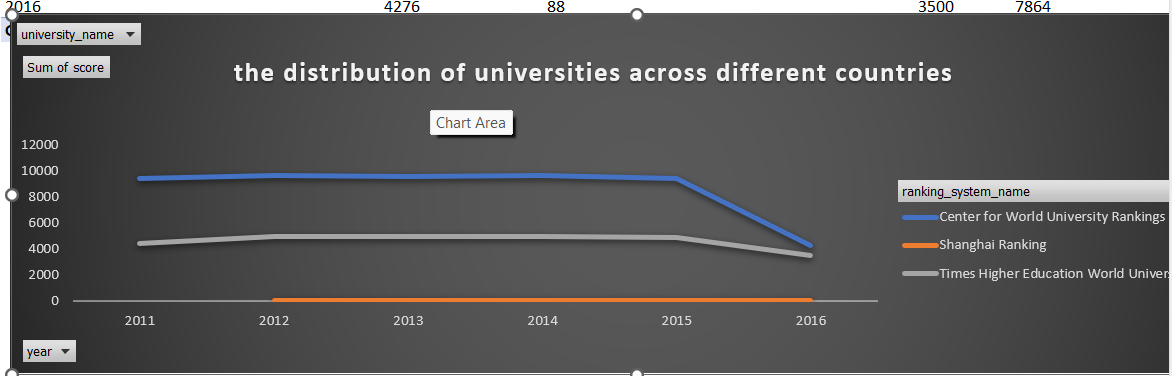 2016 4276 88 3500 7864
university_name
Sum of score
the distribution of universities across different countries
Chart Area
12000
10000
8000
6000
4000
2000
0
2011 2012 2013 2014 2015 2016
ranking_system_name
Center for World University Rankings
Shanghai Ranking
Times Higher Education World Univer
year